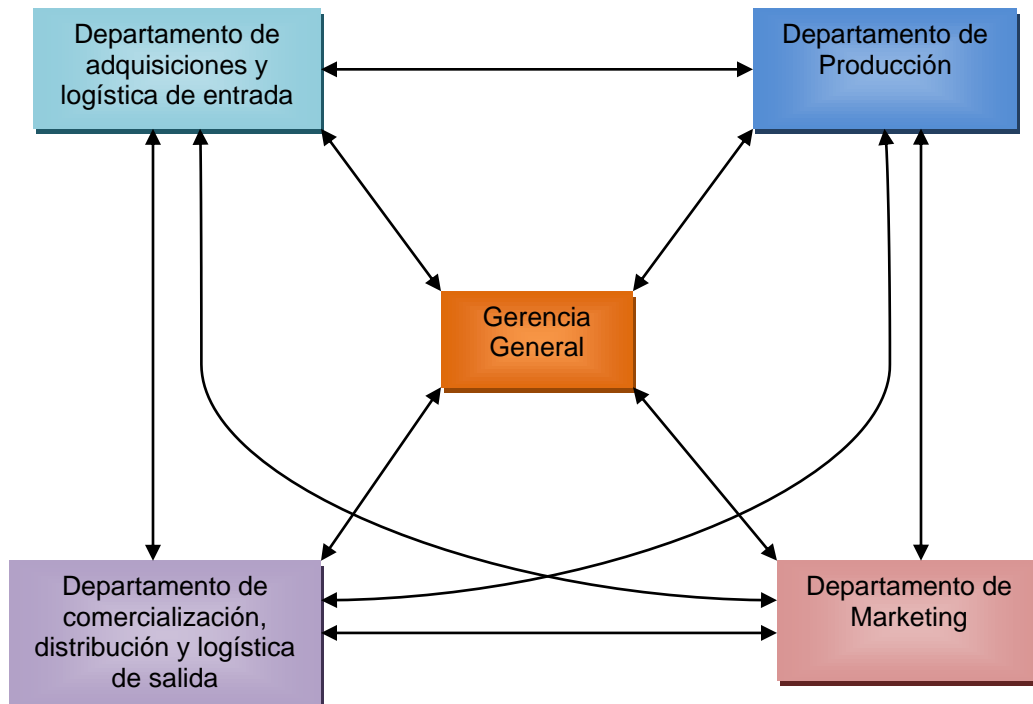 Departamento de
adquisiciones y
logística de entrada
Departamento de
Producción
Gerencia
General
Departamento de
comercialización,
distribución y logística
de salida
Departamento de
Marketing